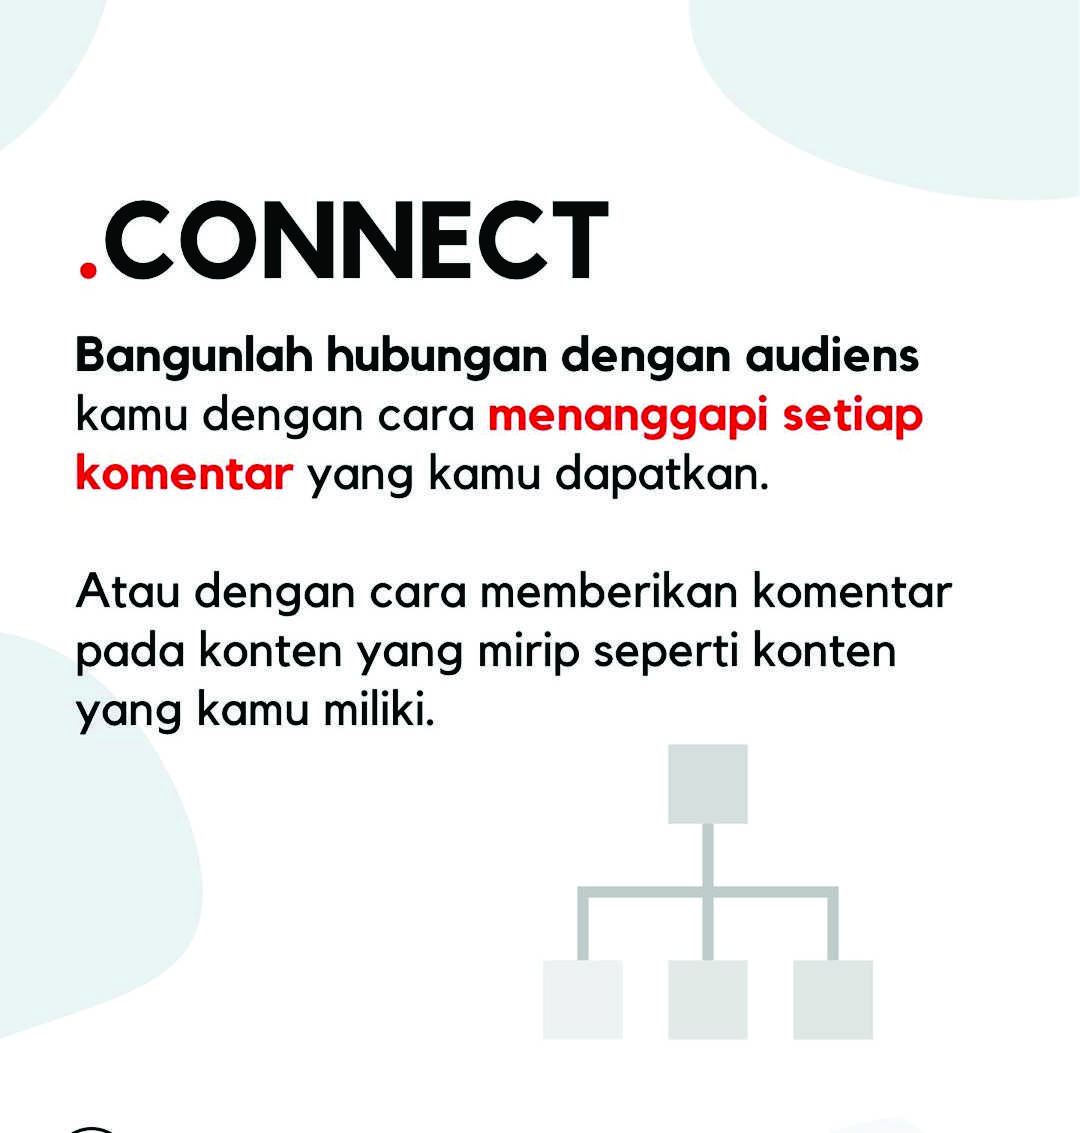 .CONNECT
Bangunlah hubungan dengan audiens
kamu dengan cara menanggapi setiap
komentar yang kamu dapatkan.
Atau dengan cara memberikan komentar
pada konten yang mirip seperti konten
yang kamu miliki.